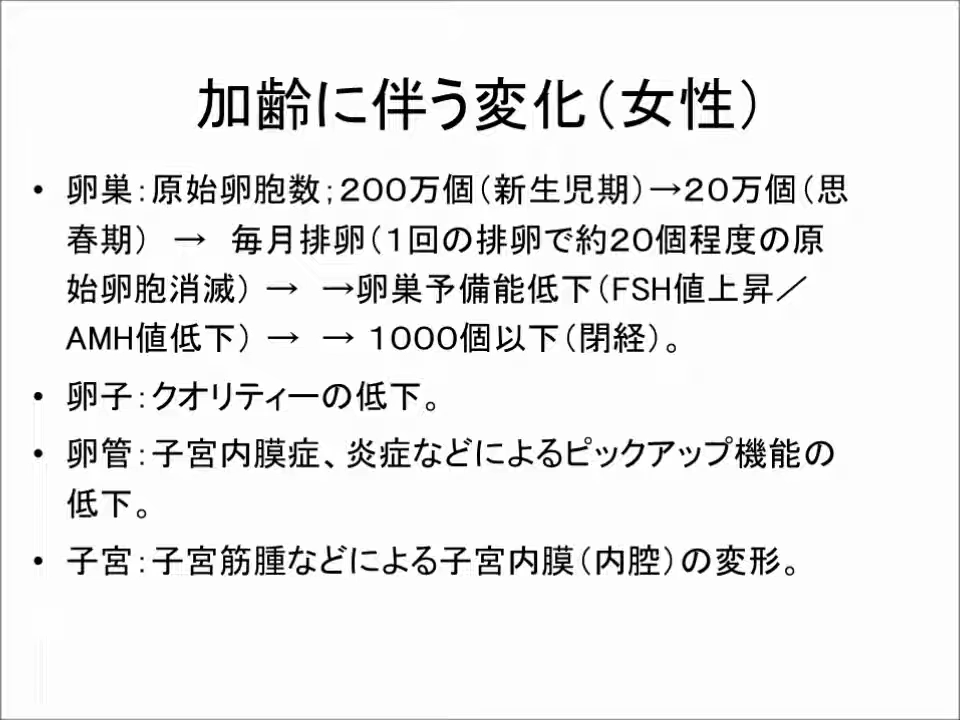 加齢に伴う変化（女性）
• 卵巣：原始卵胞数；２００万個（新生児期）→２０万個（思
春期） → 毎月排卵（１回の排卵で約２０個程度の原
始卵胞消滅）→ →卵巣予備能低下（FSH値上昇／
AMH値低下）→ → １０００個以下（閉経）。
• 卵子：クオリティーの低下。
• 卵管：子宮内膜症、炎症などによるピックアップ機能の
低下。
• 子宮：子宮筋腫などによる子宮内膜（内腔）の変形。